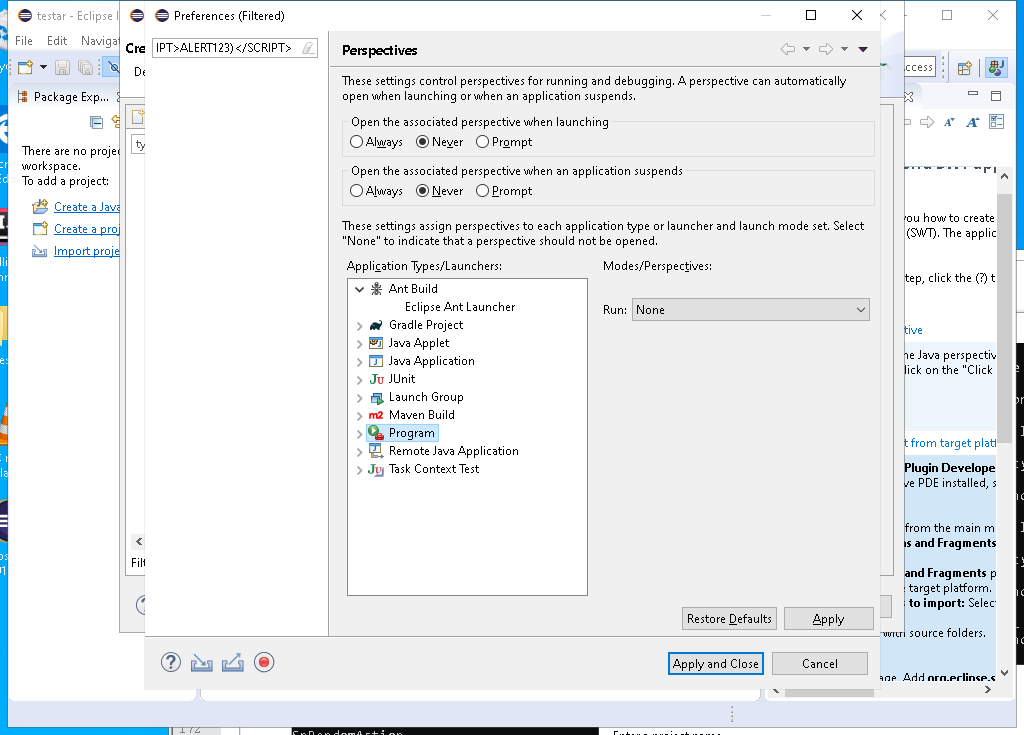 testar - Eclipse I
Preferences (Filtered)
File Edit Navigat
IPT>ALERT123)</SCRIPT>
Perspectives
Cre
De
ccess
Package Exp...
These settings control perspectives for running and debugging. A perspective can automatically
open when launching or when an application suspends.
Open the associated perspective when launching
Always Never Prompt
ty
There are no projec
workspace.
To add a project:
Open the associated perspective when an application suspends
Always Never Prompt
Create a Java
Create a proj
Import proje
you how to create
(SWT). The applic
These settings assign perspectives to each application type or launcher and launch mode set. Select
"None" to indicate that a perspective should not be opened.
Application Types/Launchers:
Modes/Perspectives:
tep, click the (?) t
Ant Build
Eclipse Ant Launcher
Run: None
Gradle Project
tive
Java Applet
Java Application
he Java perspectiv
lick on the "Click
JUnit
Launch Group
Maven Build
Program
Remote Java Application
t from target platf
Task Context Test
Plugin Develope
ve PDE installed, s
from the main m
ns and Fragments
Filt
and Fragments p
e target platform.
s to import: Selec
Restore Defaults Apply
with source folders.
Apply and Close Cancel
age. Add org.eclipse.s
172
SpRandomAction
Enter a project name